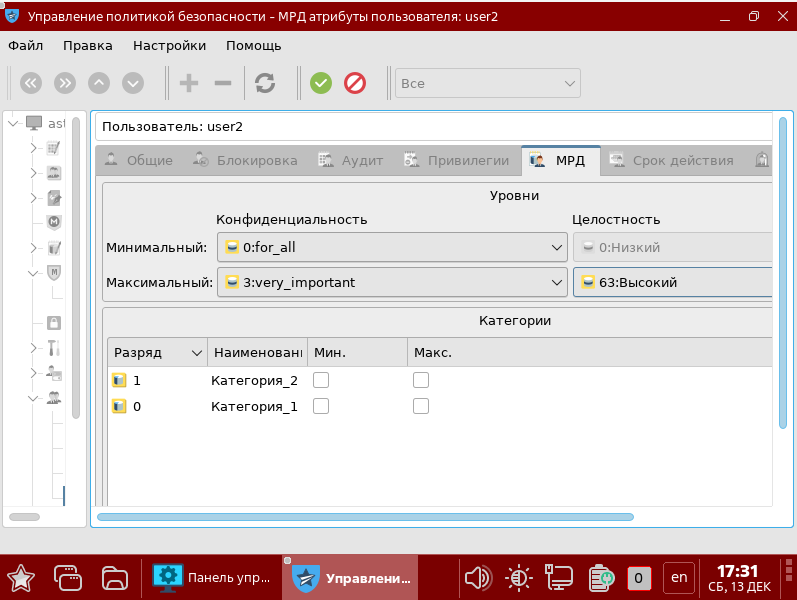 Управление политикой безопасности – МРД атрибуты пользователя: user2
Файл Правка Настройки Помощь
Все
ast
Пользователь: user2
Общие Блокировка Аудит Привилегии МРД Срок действия
Уровни
Конфиденциальность Целостность
Минимальный: 0:for_all 0:Низкий
Максимальный: 3:very_important 63:Высокий
Категории
Разряд Наименовани Мин. Макс.
1 Категория_2
0 Категория_1
Панель упр... Управлени... 0 en 17:31
СБ, 13 ДЕК